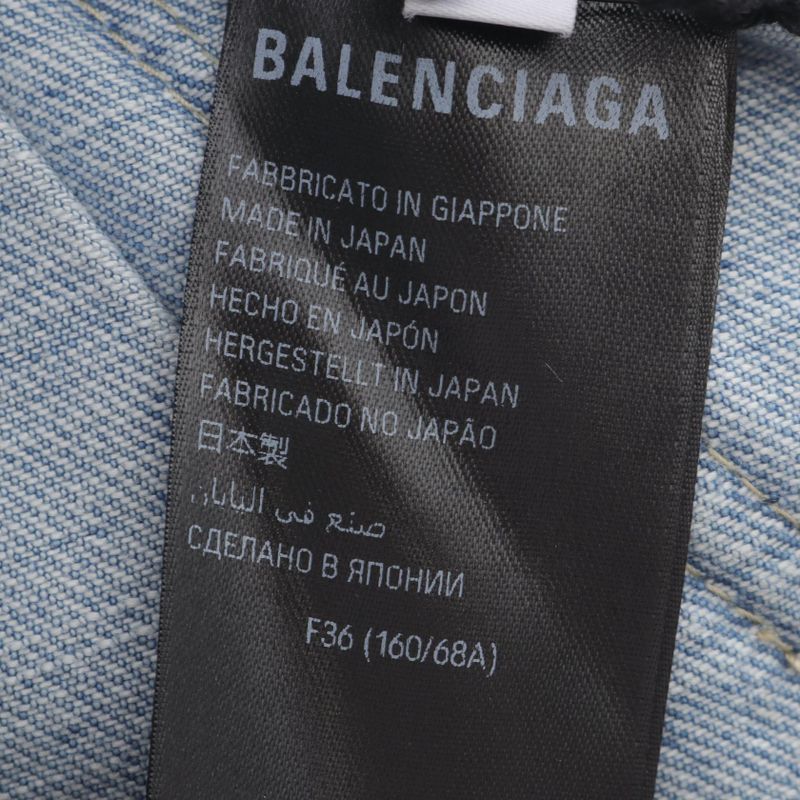 BALENCIAGA
FABBRICATO IN GIAPPONE
MADE IN JAPAN
FABRIQUÉ AU JAPON
HECHO EN JAPÓN
HERGESTELLT IN JAPAN
FABRICADO NO JAPÃO
日本製
صنع في اليابان
СДЕЛАНО В ЯПОНИИ
F36 (160/68A)